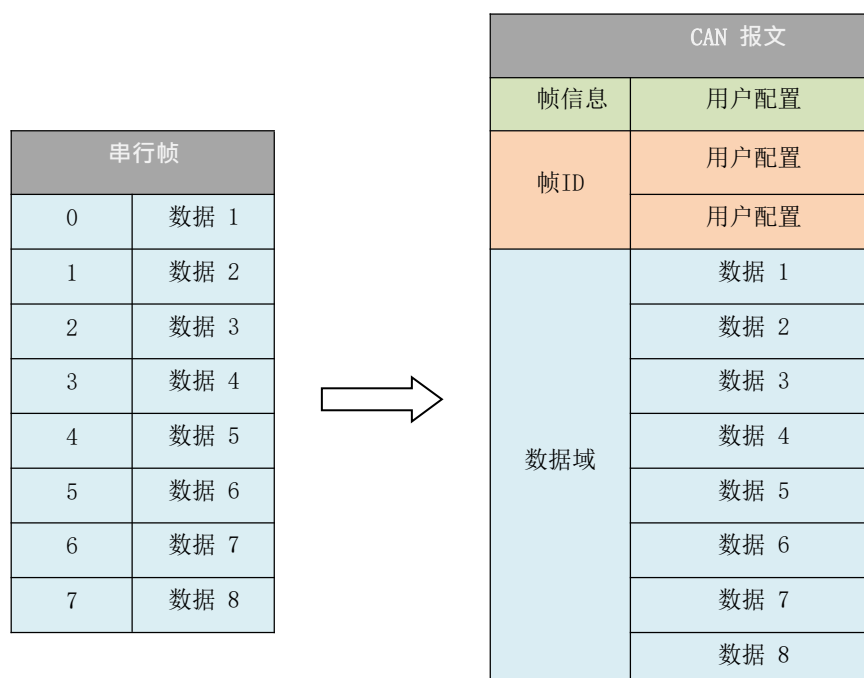 串行帧
0 数据 1
1 数据 2
2 数据 3
3 数据 4
4 数据 5
5 数据 6
6 数据 7
7 数据 8
CAN 报文
帧信息 用户配置
帧ID 用户配置
用户配置
数据域
数据 1
数据 2
数据 3
数据 4
数据 5
数据 6
数据 7
数据 8